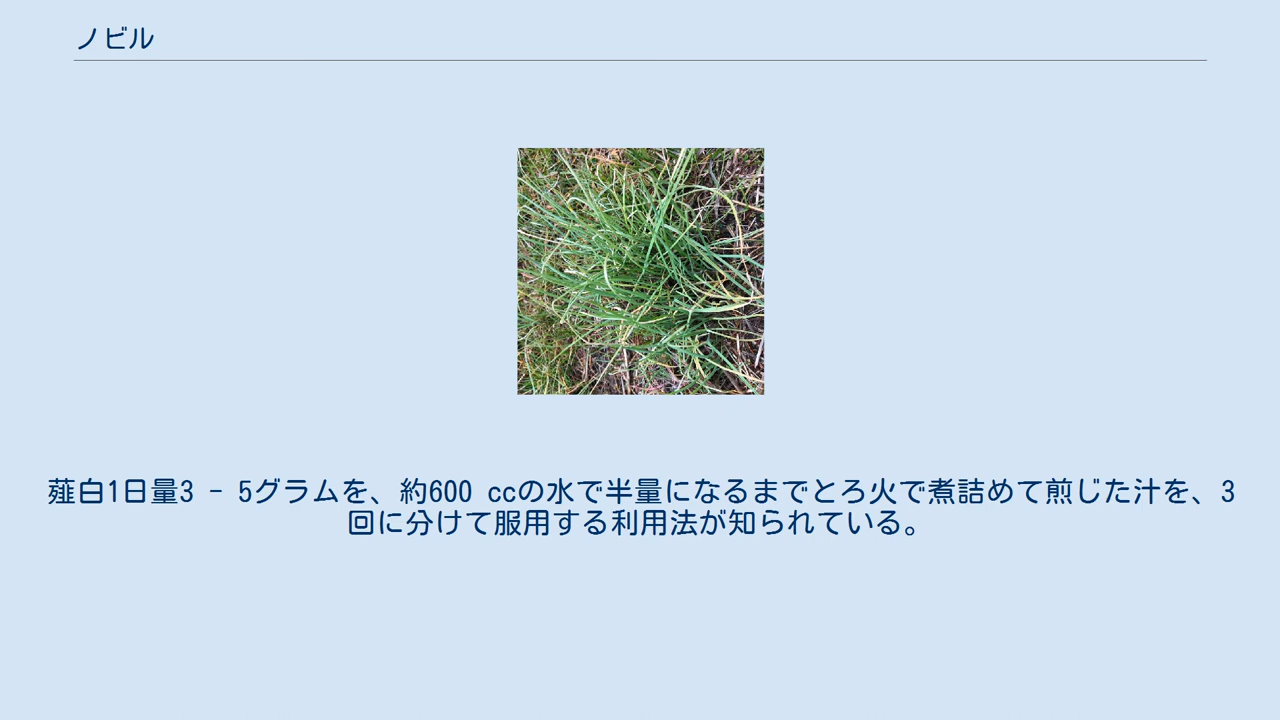 ノビル
薤白1日量3 - 5グラムを、約600 ccの水で半量になるまでとろ火で煮詰めて煎じた汁を、3
回に分けて服用する利用法が知られている。